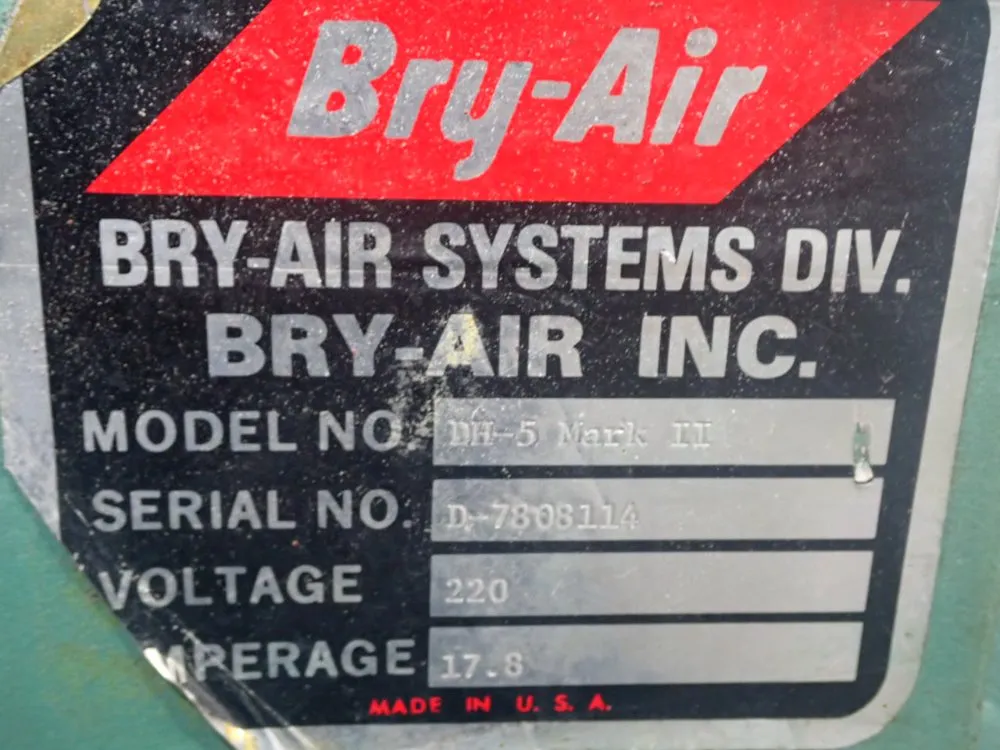 Bry-Air
BRY-AIR SYSTEMS DIV.
BRY-AIR INC.
MODEL NO. DH-5 Mark II
SERIAL NO. D-7808114
VOLTAGE 220
AMPERAGE 17.8
MADE IN U. S. A.